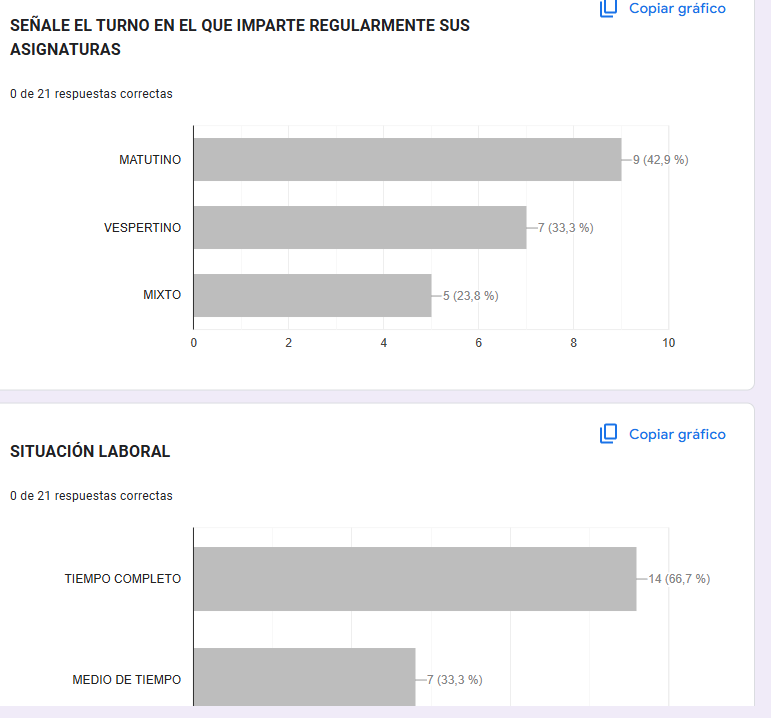 Copiar gráfico
SEÑALE EL TURNO EN EL QUE IMPARTE REGULARMENTE SUS
ASIGNATURAS
0 de 21 respuestas correctas
MATUTINO
9 (42,9 %)
VESPERTINO
7 (33,3 %)
MIXTO
5 (23,8 %)
0 2 4 6 8 10
Copiar gráfico
SITUACIÓN LABORAL
0 de 21 respuestas correctas
TIEMPO COMPLETO
14 (66,7 %)
MEDIO DE TIEMPO
7 (33,3 %)